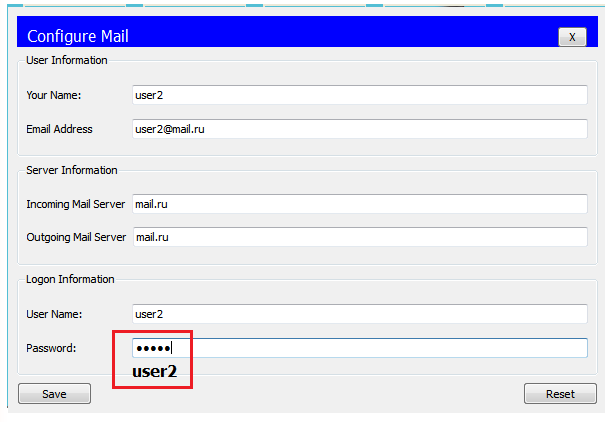 Configure Mail
X
User Information
Your Name: user2
Email Address user2@mail.ru
Server Information
Incoming Mail Server mail.ru
Outgoing Mail Server mail.ru
Logon Information
User Name: user2
Password: •••••
user2
Save Reset